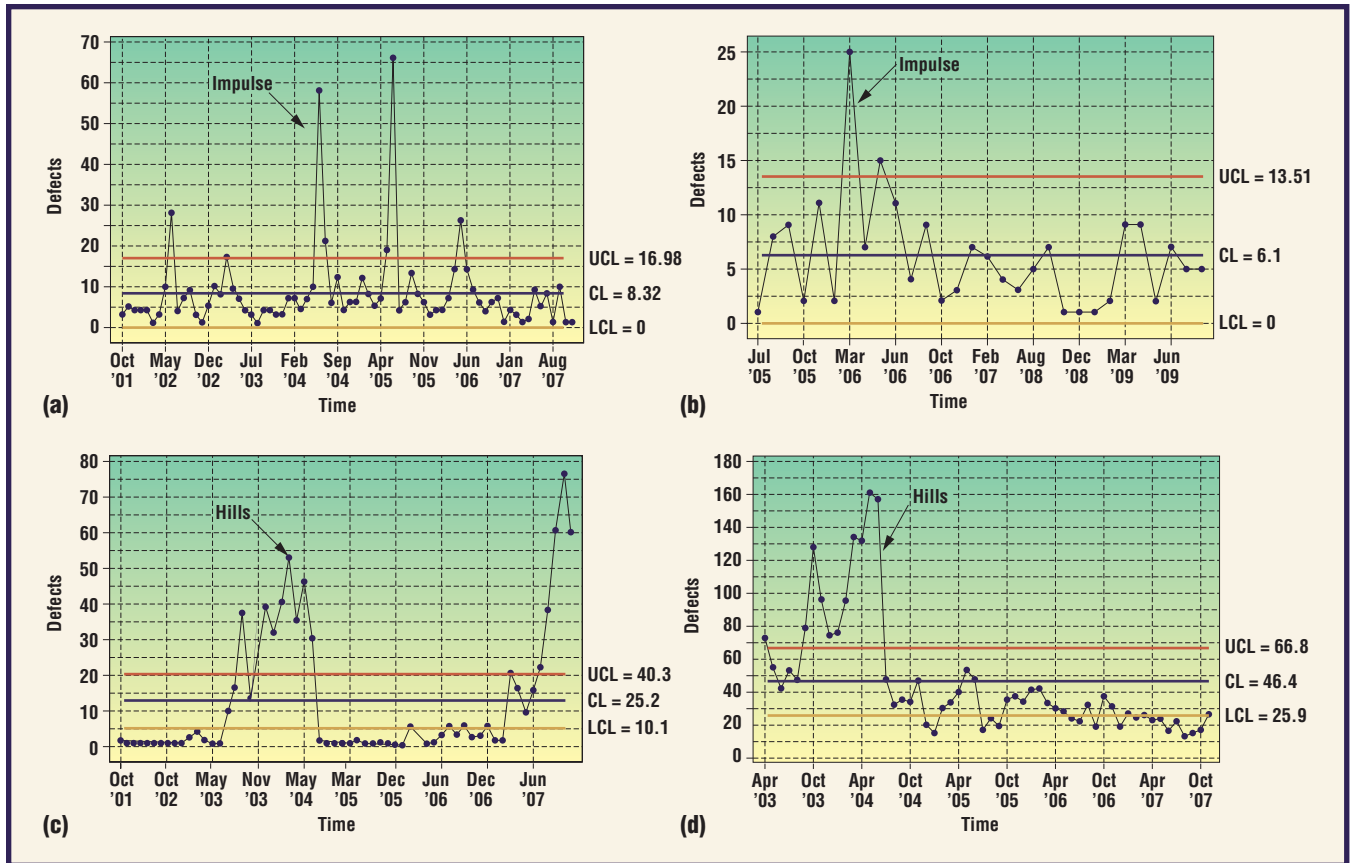 70
60
50
40
30
20
10
0
Defects
Impulse
UCL = 16.98
CL = 8.32
LCL = 0
Oct '01
May '02
Dec '02
Jul '03
Feb '04
Sep '04
Apr '05
Nov '05
Jun '06
Jan '07
Aug '07
Time
(a)
25
20
15
10
5
0
Defects
Impulse
UCL = 13.51
CL = 6.1
LCL = 0
Jul '05
Oct '05
Mar '06
Jun '06
Oct '06
Feb '07
Aug '08
Dec '08
Mar '09
Jun '09
Time
(b)
80
70
60
50
40
30
20
10
0
Defects
Hills
UCL = 40.3
CL = 25.2
LCL = 10.1
Oct '01
Oct '02
May '03
Nov '03
May '04
Mar '05
Dec '05
Jun '06
Dec '06
Jun '07
Time
(c)
180
160
140
120
100
80
60
40
20
0
Defects
Hills
UCL = 66.8
CL = 46.4
LCL = 25.9
Apr '03
Oct '03
Apr '04
Oct '04
Apr '05
Oct '05
Apr '06
Oct '06
Apr '07
Oct '07
Time
(d)